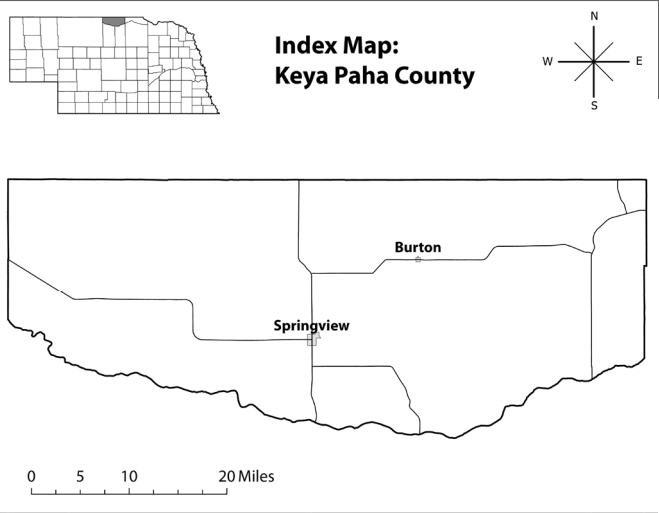 Index Map:
Keya Paha County
N
W E
S
Burton
Springview
0 5 10 20 Miles